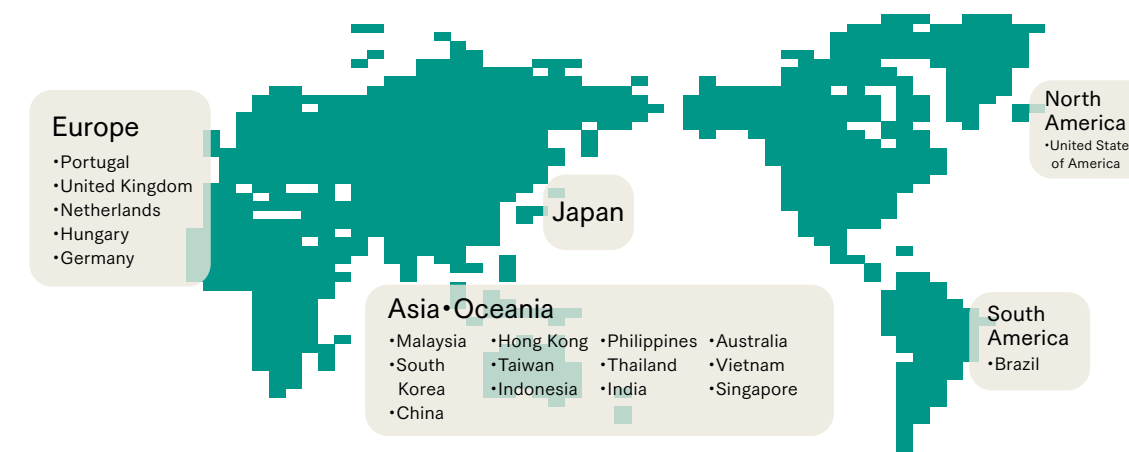 Europe
•Portugal
•United Kingdom
•Netherlands
•Hungary
•Germany
Japan
Asia•Oceania
•Malaysia
•South
Korea
•China
•Hong Kong
•Taiwan
•Indonesia
•Philippines
•Thailand
•India
•Australia
•Vietnam
•Singapore
North
America
•United State
of America
South
America
•Brazil